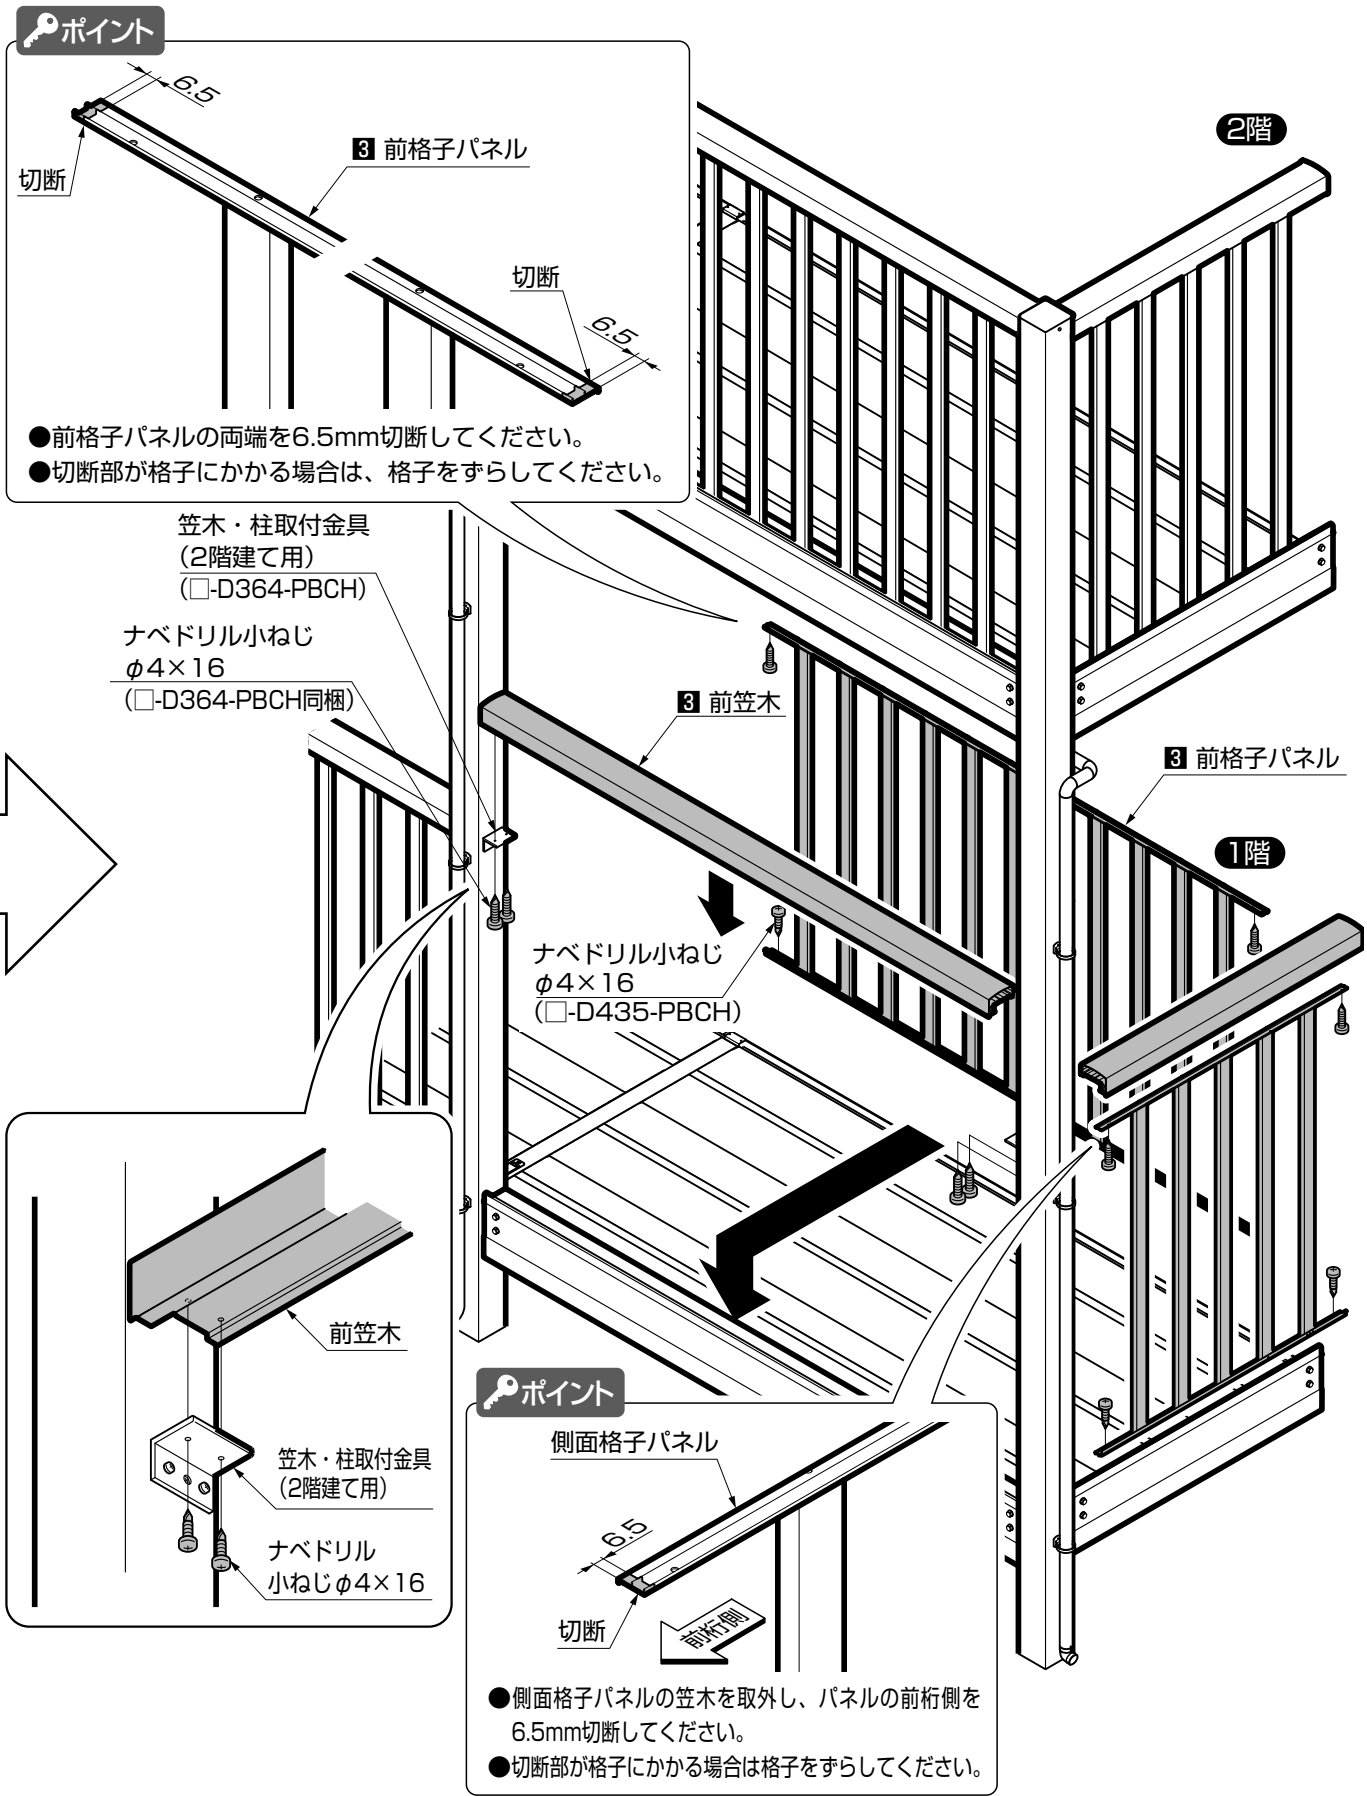 ポイント
6.5
3 前格子パネル
切断
切断
6.5
●前格子パネルの両端を6.5mm切断してください。
●切断部が格子にかかる場合は、格子をずらしてください。
2階
笠木・柱取付金具
（2階建て用）
（□-D364-PBCH）
ナベドリル小ねじ
φ4×16
（□-D364-PBCH同梱）
3 前笠木
3 前格子パネル
1階
ナベドリル小ねじ
φ4×16
（□-D435-PBCH）
前笠木
笠木・柱取付金具
（2階建て用）
ナベドリル
小ねじφ4×16
ポイント
側面格子パネル
6.5
切断
前桁側
●側面格子パネルの笠木を取外し、パネルの前桁側を
6.5mm切断してください。
●切断部が格子にかかる場合は格子をずらしてください。